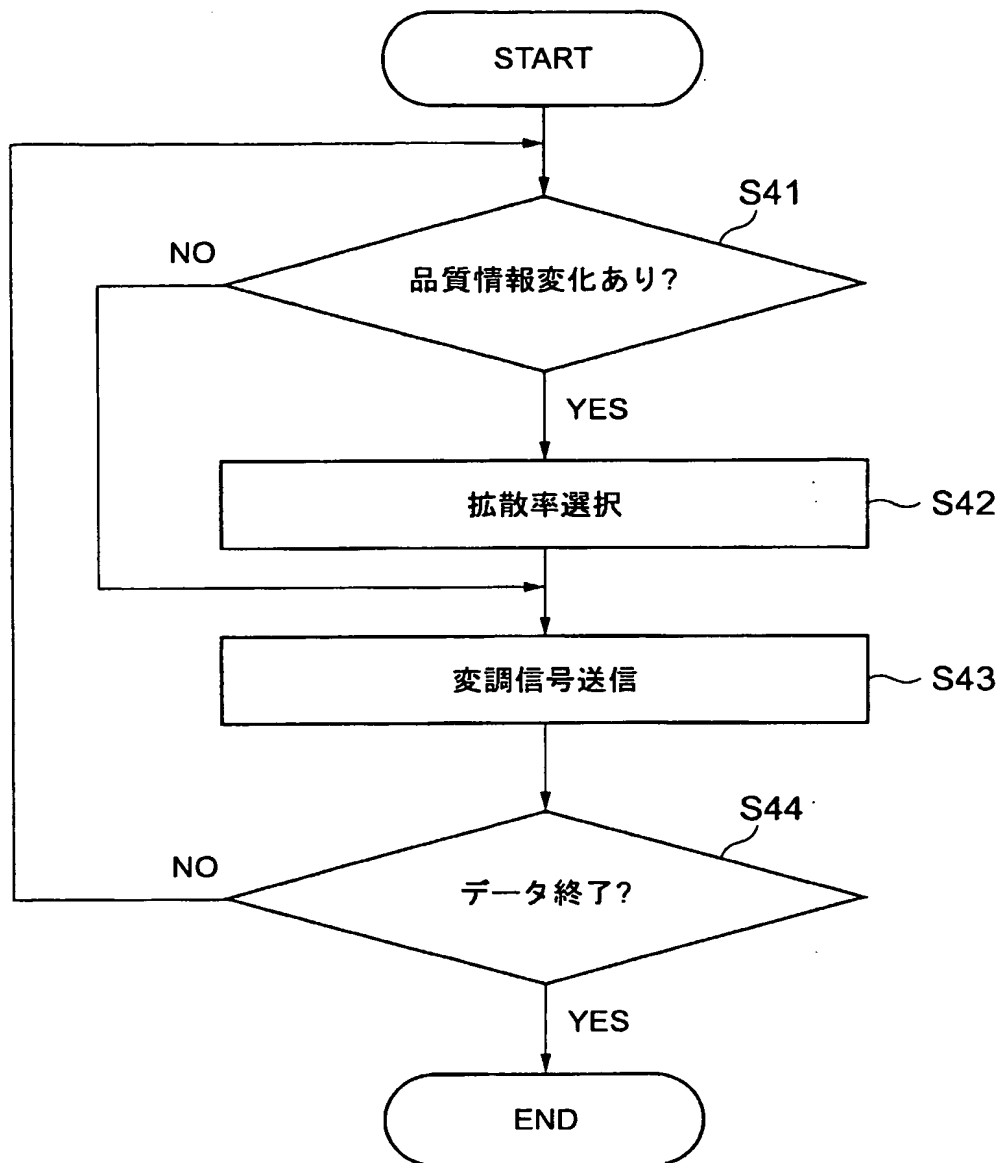 START
S41
NO
品質情報変化あり?
YES
拡散率選択
S42
変調信号送信
S43
S44
NO
データ終了?
YES
END